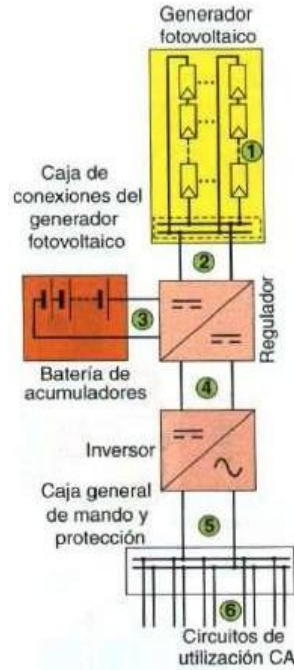 Generador
fotovoltaico
1
Caja de
conexiones del
generador
fotovoltaico
2
3
Regulador
Batería de
acumuladores
4
Inversor
Caja general
de mando y
protección
5
6
Circuitos de
utilización CA